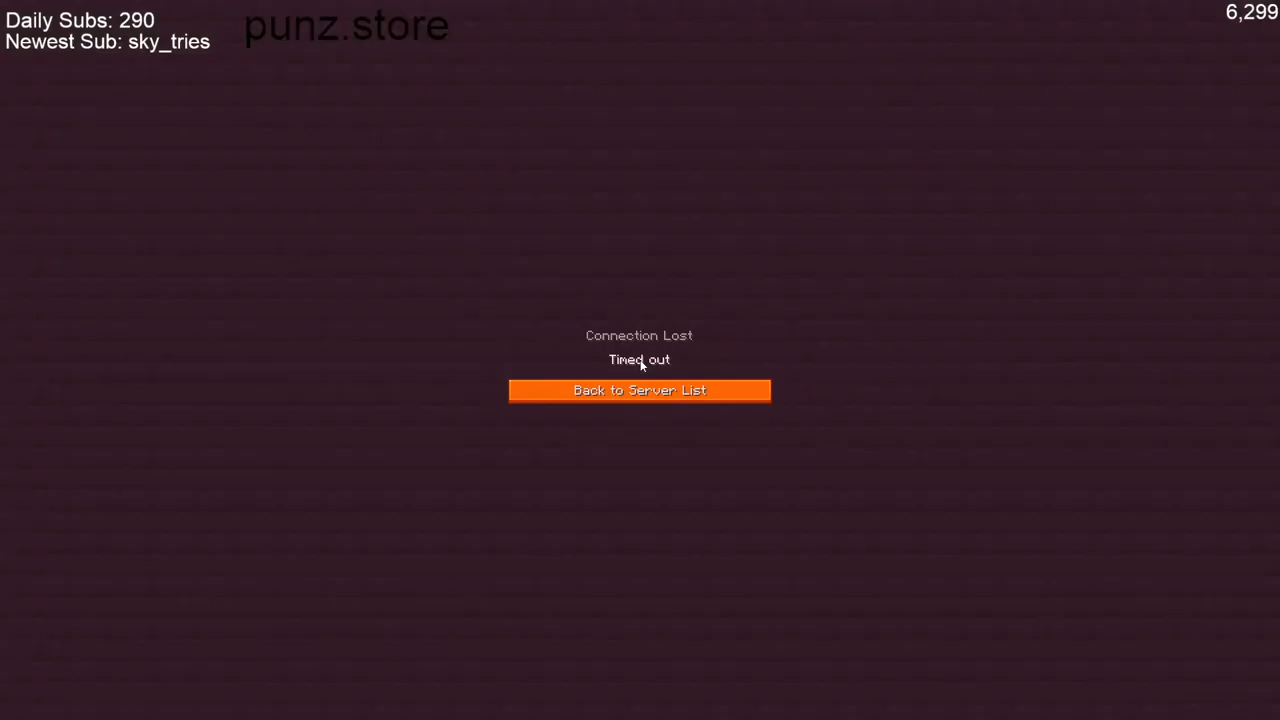 Daily Subs: 290
Newest Sub: sky_tries
punz.store
6,299
Connection Lost
Timed out
Back to Server List